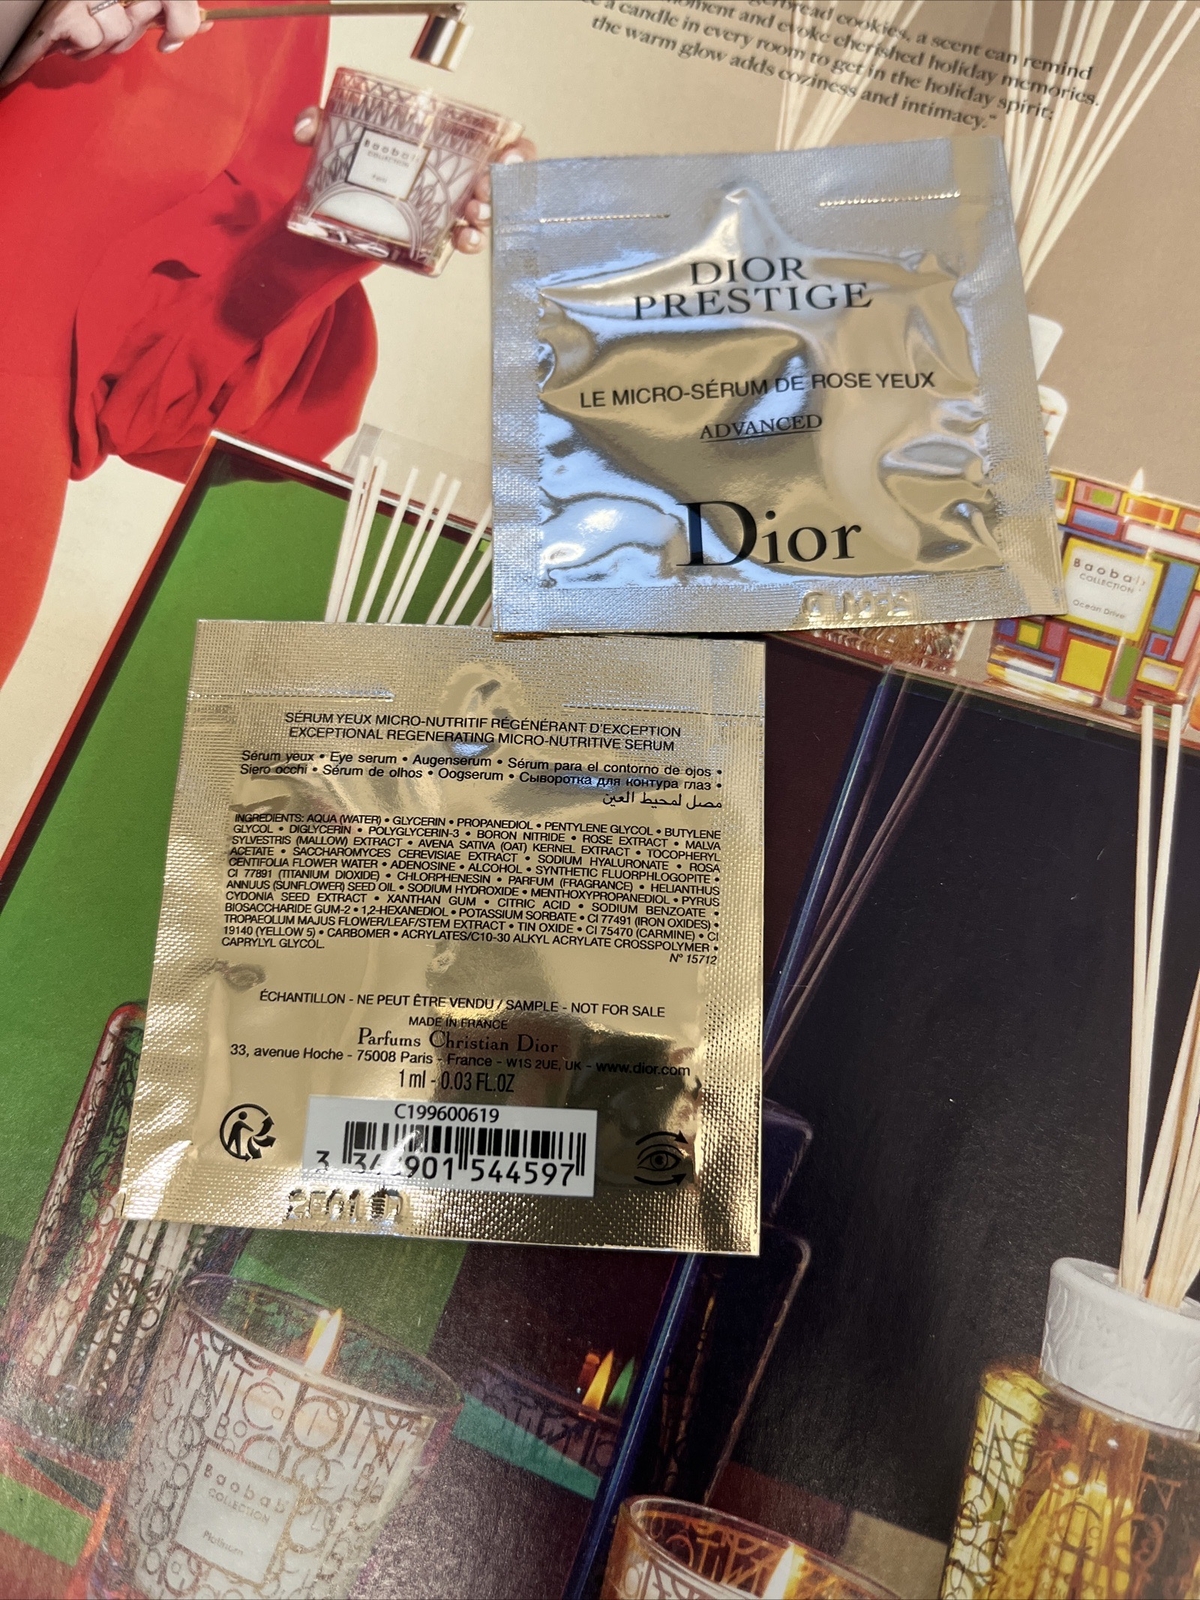 gerbread cookies, a scent can remind
moment and evoke cherished holiday memories.
e a candle in every room to get in the holiday spirit;
the warm glow adds coziness and intimacy."
Baobab
COLLECTION
DIOR
PRESTIGE
LE MICRO-SÉRUM DE ROSE YEUX
ADVANCED
Dior
Baobab
COLLECTION
Ocean Drive
SÉRUM YEUX MICRO-NUTRITIF RÉGÉNÉRANT D'EXCEPTION
EXCEPTIONAL REGENERATING MICRO-NUTRITIVE SERUM
Sérum yeux • Eye serum • Augenserum • Sérum para el contorno de ojos •
Siero occhi • Sérum de olhos • Oogserum • Сыворотка для контура глаз •
مصل لمحيط العين
INGREDIENTS: AQUA (WATER) • GLYCERIN • PROPANEDIOL • PENTYLENE GLYCOL • BUTYLENE
GLYCOL • DIGLYCERIN • POLYGLYCERIN-3 • BORON NITRIDE • ROSE EXTRACT • MALVA
SYLVESTRIS (MALLOW) EXTRACT • AVENA SATIVA (OAT) KERNEL EXTRACT • TOCOPHERYL
ACETATE • SACCHAROMYCES CEREVISIAE EXTRACT • SODIUM HYALURONATE • ROSA
CENTIFOLIA FLOWER WATER • ADENOSINE • ALCOHOL • SYNTHETIC FLUORPHLOGOPITE •
CI 77891 (TITANIUM DIOXIDE) • CHLORPHENESIN • PARFUM (FRAGRANCE) • HELIANTHUS
ANNUUS (SUNFLOWER) SEED OIL • SODIUM HYDROXIDE • MENTHOXYPROPANEDIOL • PYRUS
CYDONIA SEED EXTRACT • XANTHAN GUM • CITRIC ACID • SODIUM BENZOATE •
BIOSACCHARIDE GUM-2 • 1,2-HEXANEDIOL • POTASSIUM SORBATE • CI 77491 (IRON OXIDES) •
TROPAEOLUM MAJUS FLOWER/LEAF/STEM EXTRACT • TIN OXIDE • CI 75470 (CARMINE) • CI
19140 (YELLOW 5) • CARBOMER • ACRYLATES/C10-30 ALKYL ACRYLATE CROSSPOLYMER •
CAPRYLYL GLYCOL.
N° 15712
ÉCHANTILLON - NE PEUT ÊTRE VENDU / SAMPLE - NOT FOR SALE
MADE IN FRANCE
Parfums Christian Dior
33, avenue Hoche - 75008 Paris - France - W1S 2UE, UK - www.dior.com
1 ml - 0.03 FL.OZ
C199600619
3 348901 544597
Baobab
COLLECTION
Platinum